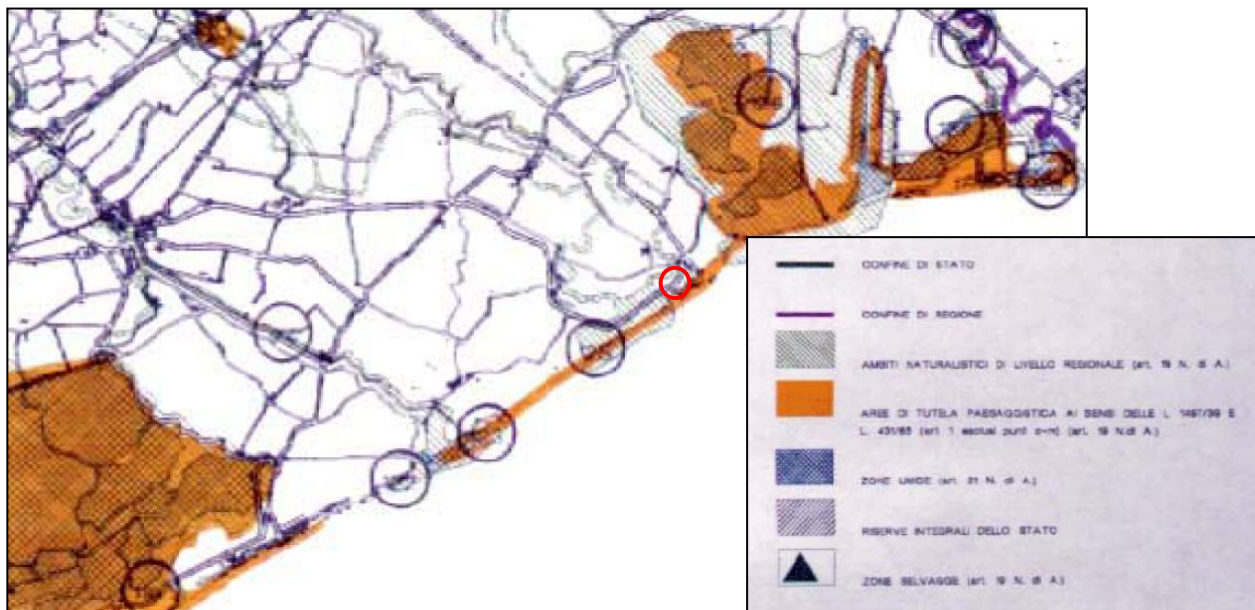 CONFINE DI STATO
CONFINE DI REGIONE
AMBITI NATURALISTICI DI LIVELLO REGIONALE (art. 19 N. di A.)
AREE DI TUTELA PAESAGGISTICA AI SENSI DELLE L. 1497/39 E
L. 431/85 (art. 1 esclusi punti o-m) (art. 19 N.di A.)
ZONE UMIDE (art. 21 N. di A.)
RISERVE INTEGRALI DELLO STATO
ZONE SELVAGGE (art. 19 N. di A.)